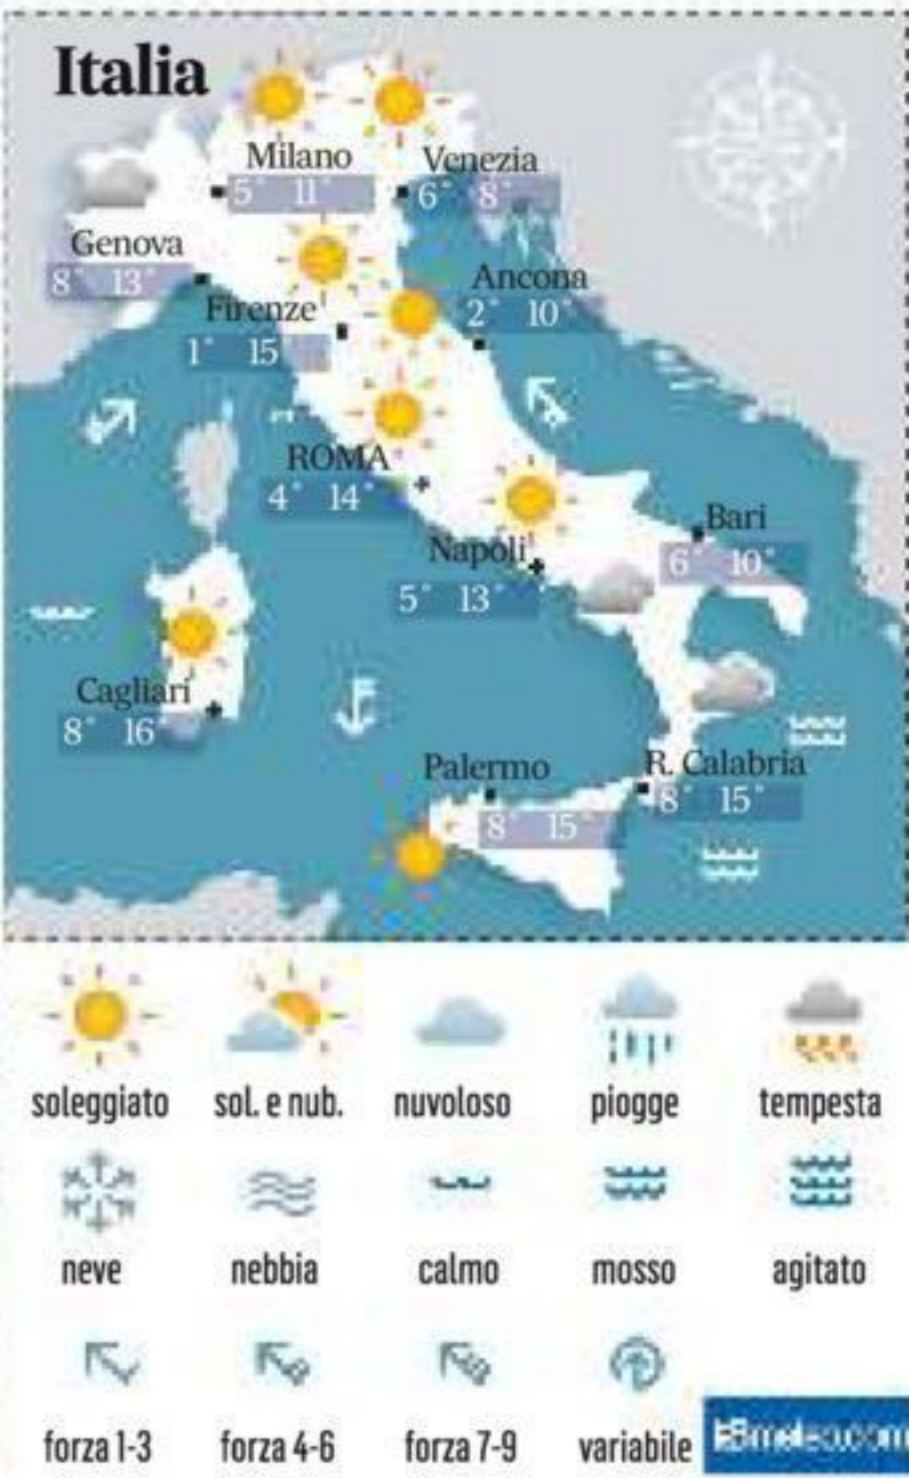 Italia
Milano
5° 11°
Venezia
6° 8°
Genova
8° 13°
Ancona
2° 10°
Firenze
1° 15
ROMA
4° 14°
Bari
6° 10°
Napoli
5° 13°
Cagliari
8° 16°
Palermo
8° 15°
R. Calabria
8° 15°
soleggiato sol. e nub. nuvoloso piogge tempesta
neve nebbia calmo mosso agitato
forza 1-3 forza 4-6 forza 7-9 variabile